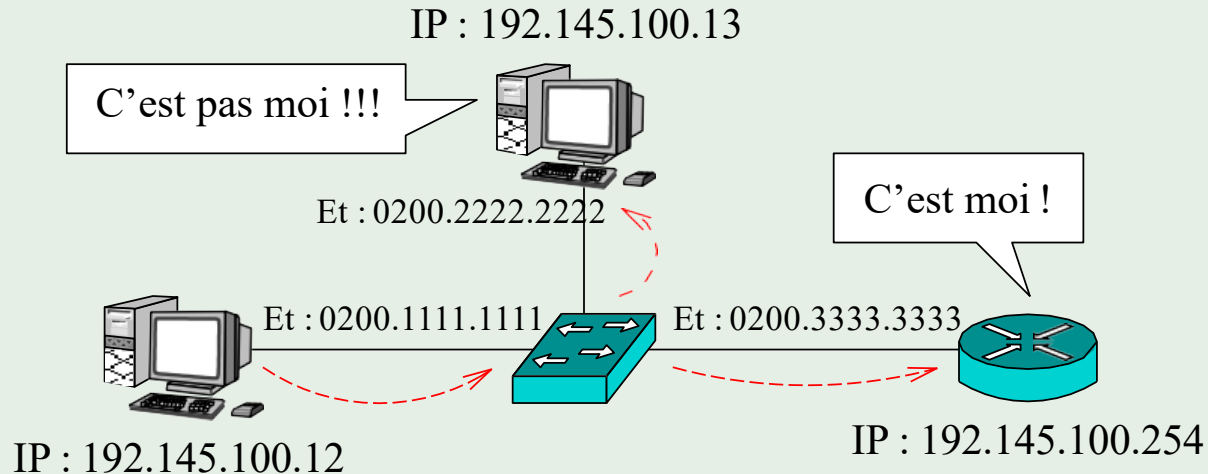 IP : 192.145.100.13
C’est pas moi !!!
C’est moi !
Et : 0200.2222.2222
Et : 0200.1111.1111
Et : 0200.3333.3333
IP : 192.145.100.254
IP : 192.145.100.12